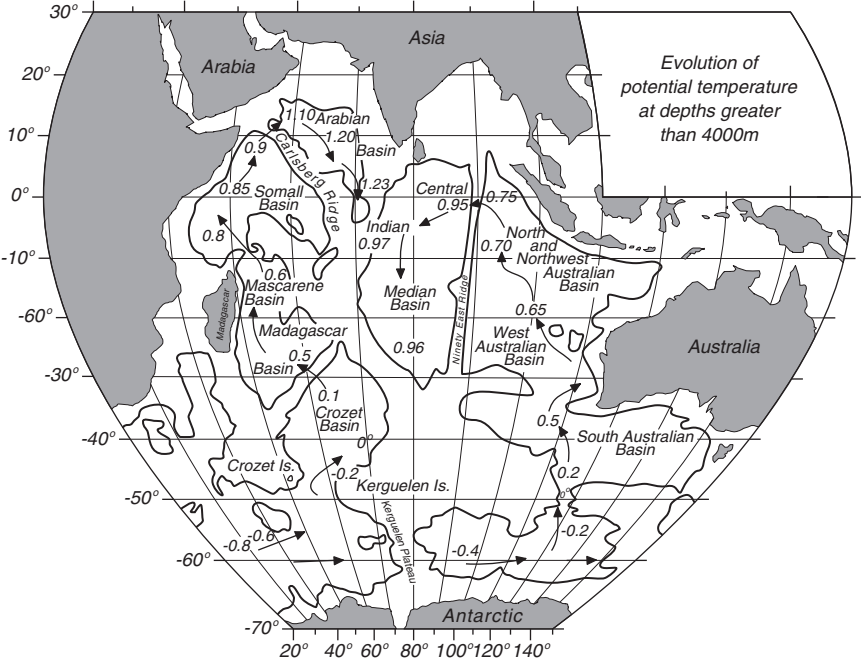 30°
Asia
Evolution of
potential temperature
at depths greater
than 4000m
Arabia
20°
1.10
Arabian
1.20
Basin
10°
0.9
Carlsberg Ridge
1.23
0.85
Somall
Basin
Central
0.95
0.75
0°
0.8
Indian
0.97
0.70
North
and
Northwest
Australian
Basin
-10°
0.6
Mascarene
Basin
Median
Basin
Ninety East Ridge
0.65
Madagascar
-60°
Madagascar
Basin
0.5
0.96
West
Australian
Basin
Australia
-30°
0.1
Crozet
Basin
0°
0.5
South Australian
Basin
-40°
Crozet Is.
-0.2
Kerguelen Is.
0.2
0°
-50°
Kerguelen Plateau
-0.6
-0.8
-0.4
-0.2
-60°
Antarctic
-70°
20° 40° 60° 80° 100°120° 140°